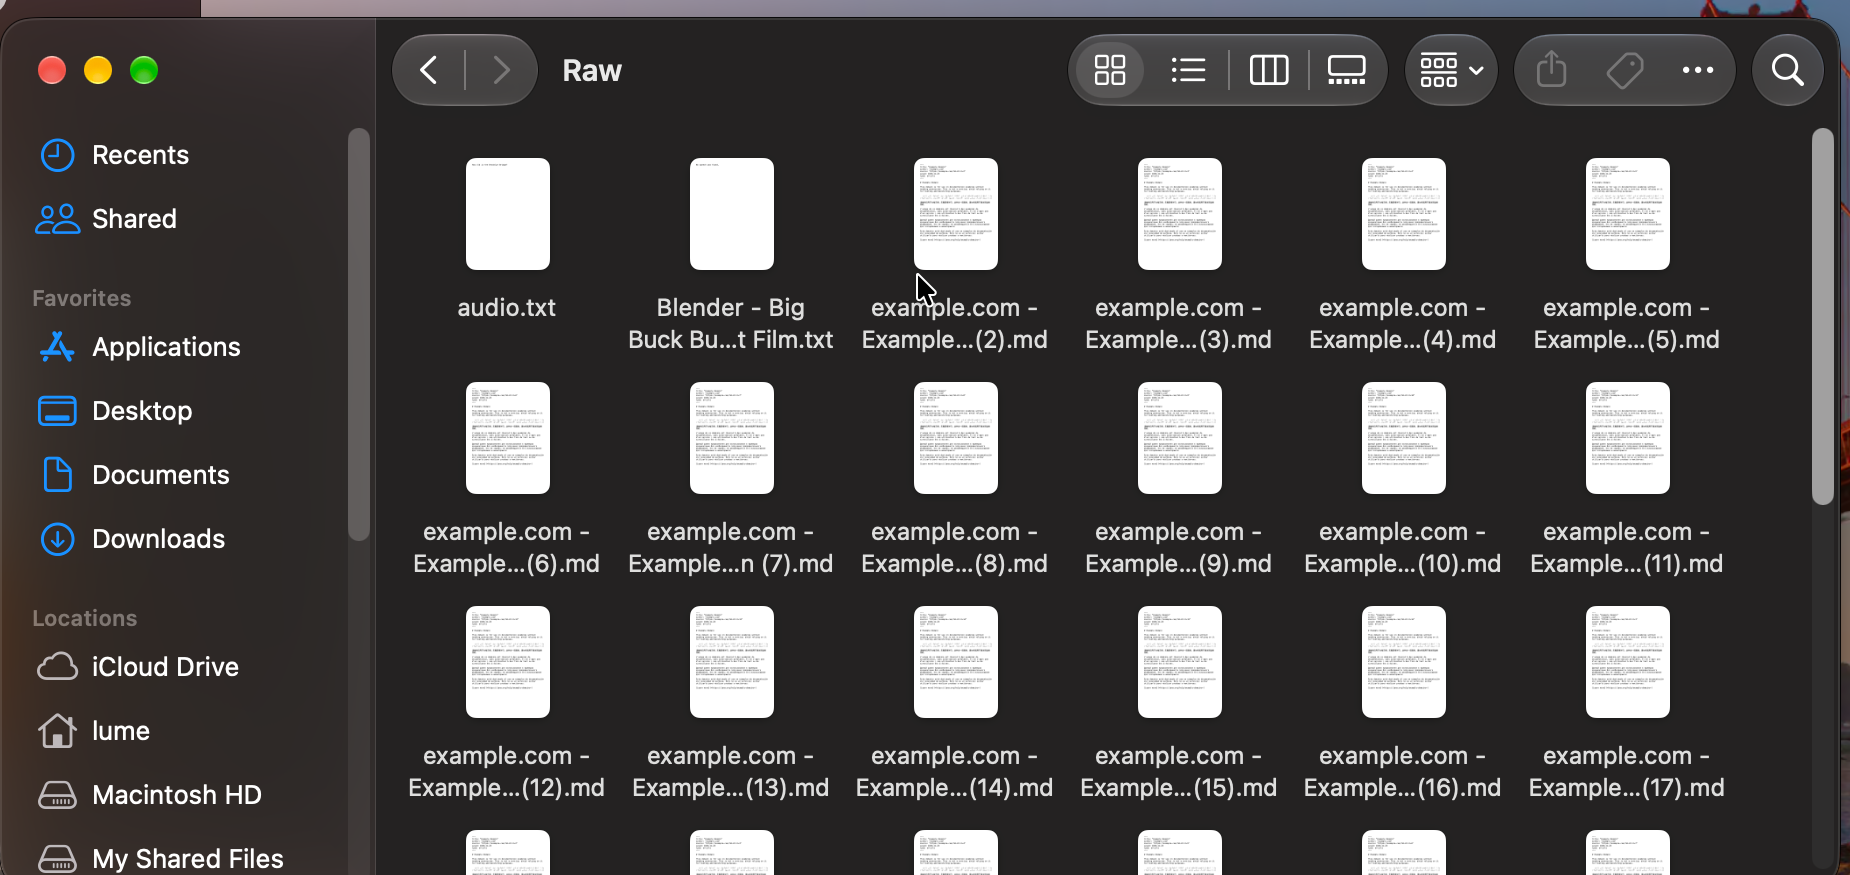 Raw
Recents
Shared
Favorites
Applications
Desktop
Documents
Downloads
Locations
iCloud Drive
lume
Macintosh HD
My Shared Files
audio.txt
Blender - Big
Buck Bu...t Film.txt
example.com -
Example...(2).md
example.com -
Example...(3).md
example.com -
Example...(4).md
example.com -
Example...(5).md
example.com -
Example...(6).md
example.com -
Example...n (7).md
example.com -
Example...(8).md
example.com -
Example...(9).md
example.com -
Example...(10).md
example.com -
Example...(11).md
example.com -
Example...(12).md
example.com -
Example...(13).md
example.com -
Example...(14).md
example.com -
Example...(15).md
example.com -
Example...(16).md
example.com -
Example...(17).md